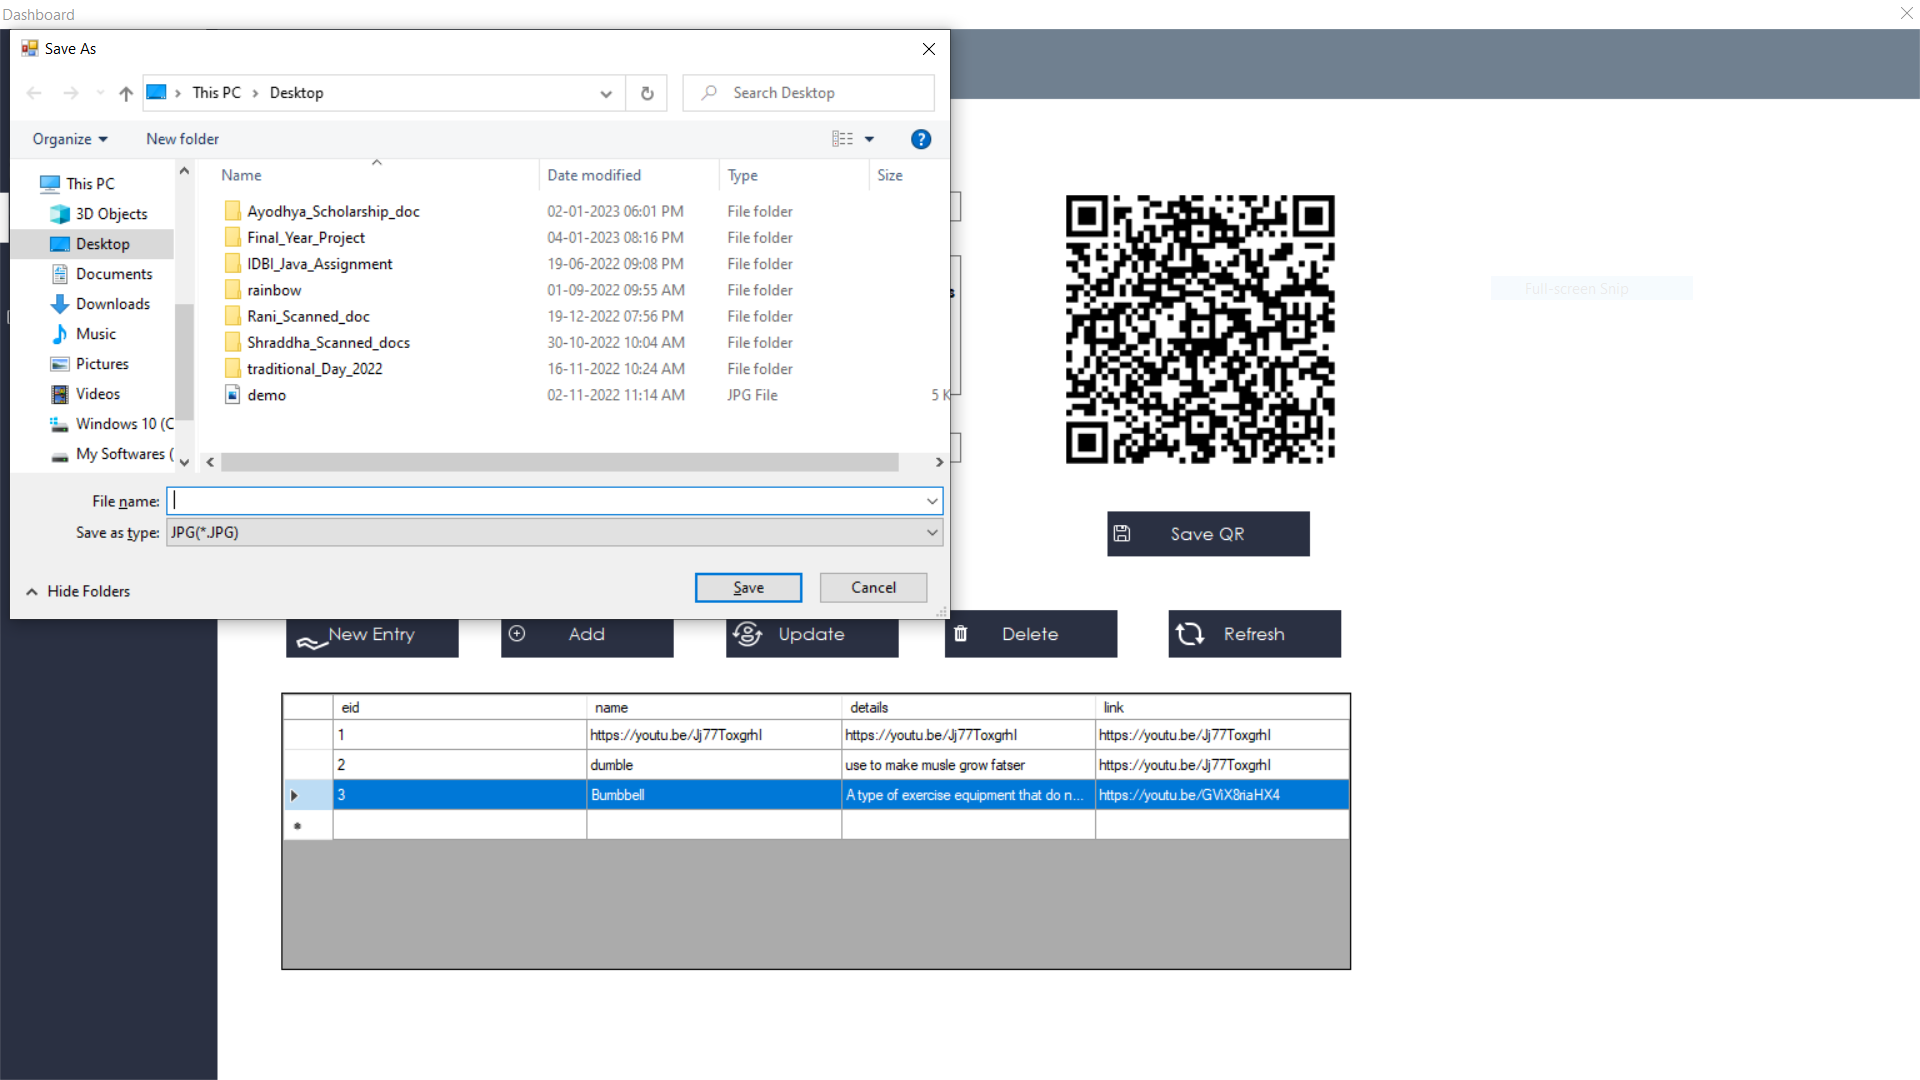 Dashboard
Save As
This PC > Desktop
Search Desktop
Organize
New folder
Name Date modified Type Size
This PC
3D Objects
Desktop
Documents
Downloads
Music
Pictures
Videos
Windows 10 (C
My Softwares (
Ayodhya_Scholarship_doc 02-01-2023 06:01 PM File folder
Final_Year_Project 04-01-2023 08:16 PM File folder
IDBI_Java_Assignment 19-06-2022 09:08 PM File folder
rainbow 01-09-2022 09:55 AM File folder
Rani_Scanned_doc 19-12-2022 07:56 PM File folder
Shraddha_Scanned_docs 30-10-2022 10:04 AM File folder
traditional_Day_2022 16-11-2022 10:24 AM File folder
demo 02-11-2022 11:14 AM JPG File 5 K
File name:
Save as type: JPG(*.JPG)
Hide Folders
Save
Cancel
Full-screen Snip
Save QR
New Entry
Add
Update
Delete
Refresh
eid name details link
1 https://youtu.be/Jj77ToxgrhI https://youtu.be/Jj77ToxgrhI https://youtu.be/Jj77ToxgrhI
2 dumble use to make musle grow fatser https://youtu.be/Jj77ToxgrhI
3 Bumbbell A type of exercise equipment that do n... https://youtu.be/GViX8riaHX4